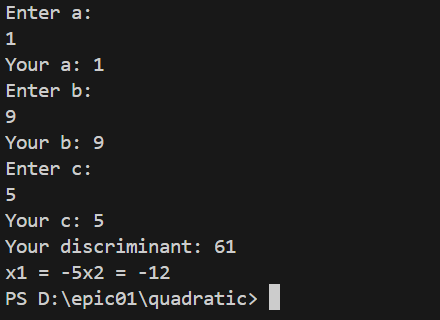 Enter a:
1
Your a: 1
Enter b:
9
Your b: 9
Enter c:
5
Your c: 5
Your discriminant: 61
x1 = -5x2 = -12
PS D:\epic01\quadratic>